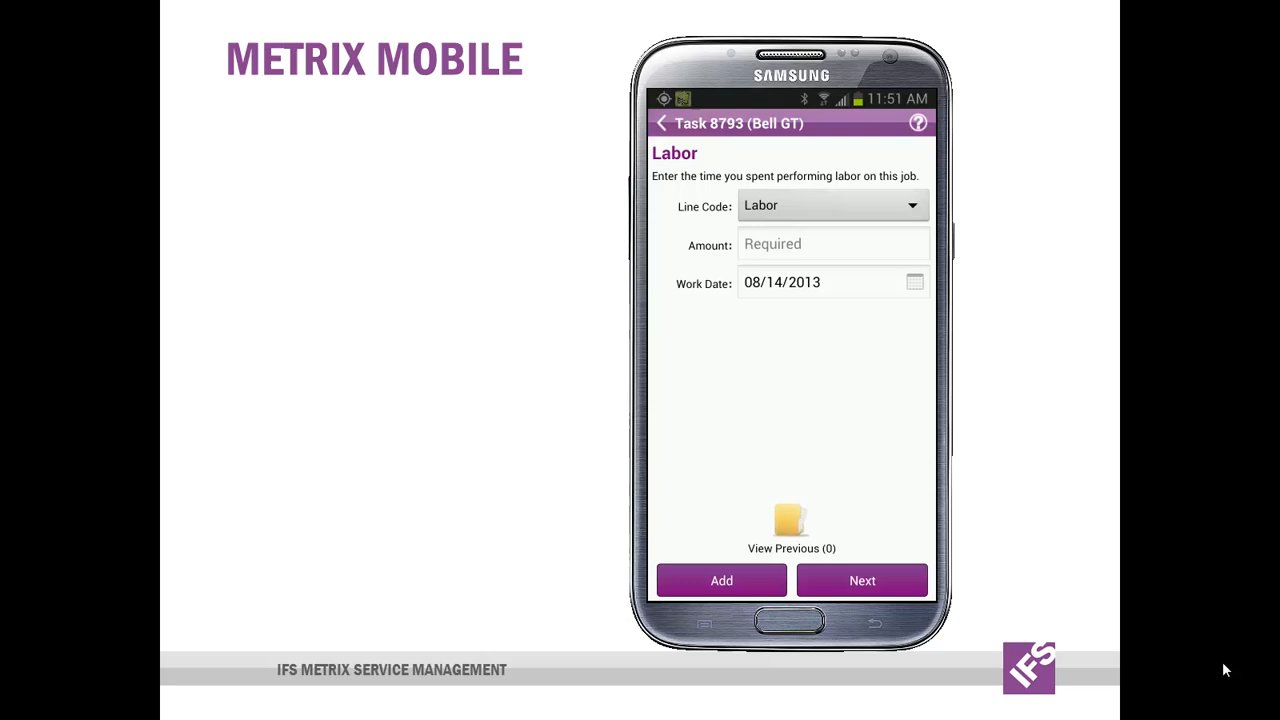 METRIX MOBILE
SAMSUNG
11:51 AM
Task 8793 (Bell GT)
Labor
Enter the time you spent performing labor on this job.
Line Code: Labor
Amount: Required
Work Date: 08/14/2013
View Previous (0)
Add Next
IFS METRIX SERVICE MANAGEMENT
IFS